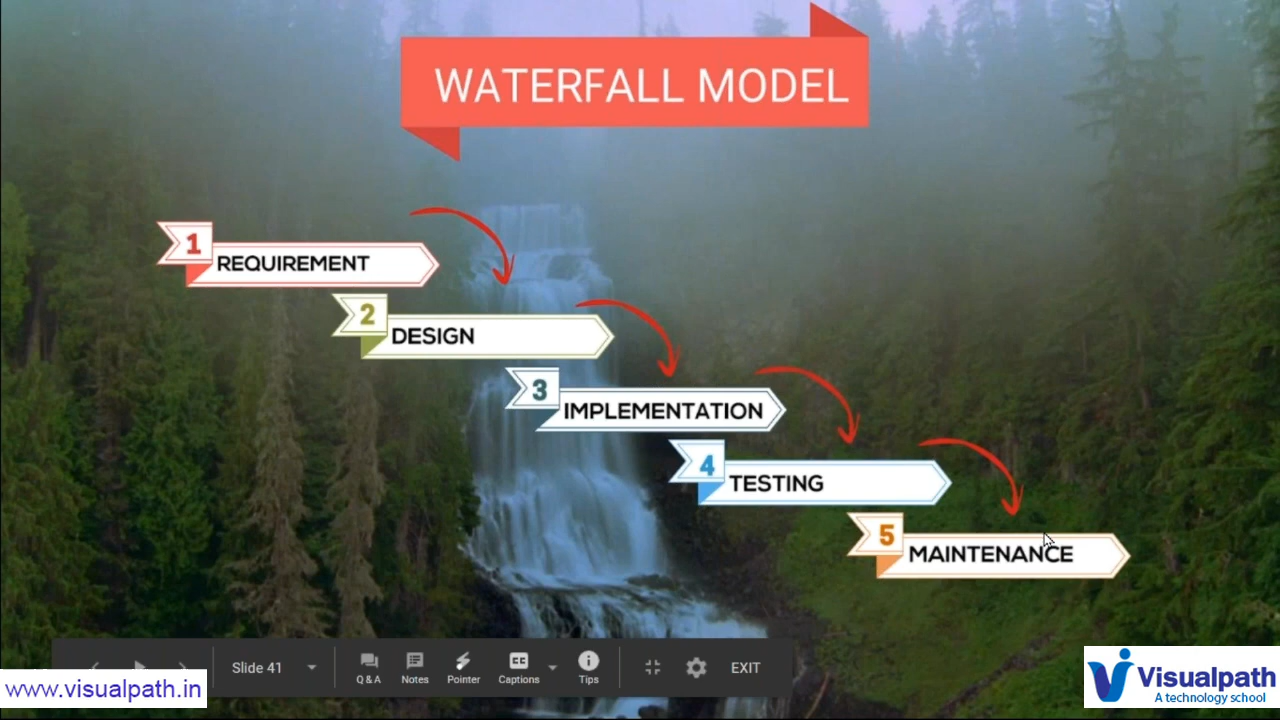 WATERFALL MODEL
1
REQUIREMENT
2
DESIGN
3
IMPLEMENTATION
4
TESTING
5
MAINTENANCE
Slide 41
Q & A
Notes
Pointer
CC
Captions
Tips
EXIT
www.visualpath.in
Visualpath
A technology school